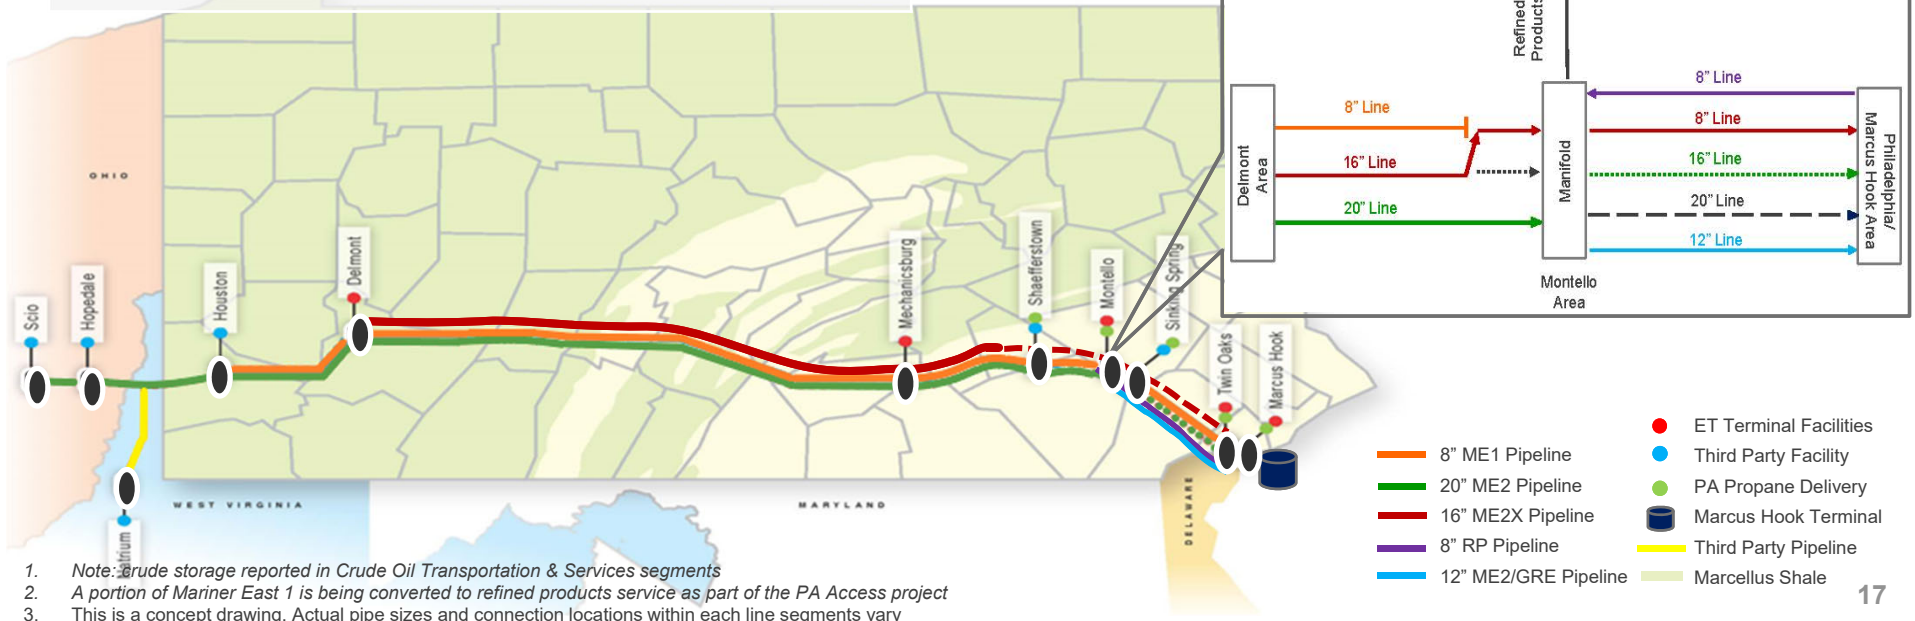 OHIO
Scio
Hopedale
Houston
Delmont
Mechanicsburg
Shaefferstown
Montello
Sinking Spring
Twin Oaks
Marcus Hook
Natrium
WEST VIRGINIA
MARYLAND
DELAWARE
Refined
Products
Delmont
Area
8" Line
16" Line
20" Line
Manifold
Montello
Area
8" Line
8" Line
16" Line
20" Line
12" Line
Philadelphia/
Marcus Hook Area
8" ME1 Pipeline
20" ME2 Pipeline
16" ME2X Pipeline
8" RP Pipeline
12" ME2/GRE Pipeline
ET Terminal Facilities
Third Party Facility
PA Propane Delivery
Marcus Hook Terminal
Third Party Pipeline
Marcellus Shale
1. Note: crude storage reported in Crude Oil Transportation & Services segments
2. A portion of Mariner East 1 is being converted to refined products service as part of the PA Access project
3. This is a concept drawing. Actual pipe sizes and connection locations within each line segments vary
17